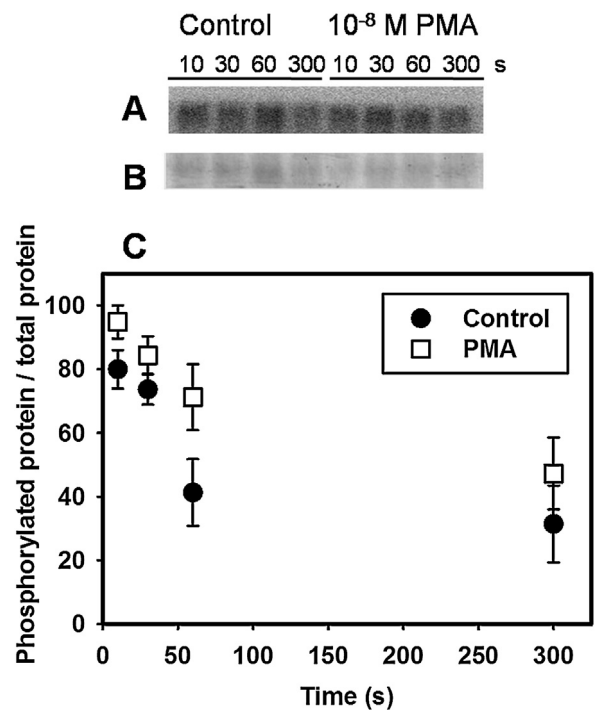 Control 10⁻⁸ M PMA
10 30 60 300 10 30 60 300 s
A
B
C
Phosphorylated protein / total protein
100
80
60
40
20
0
Control
PMA
0 50 100 150 200 250 300
Time (s)